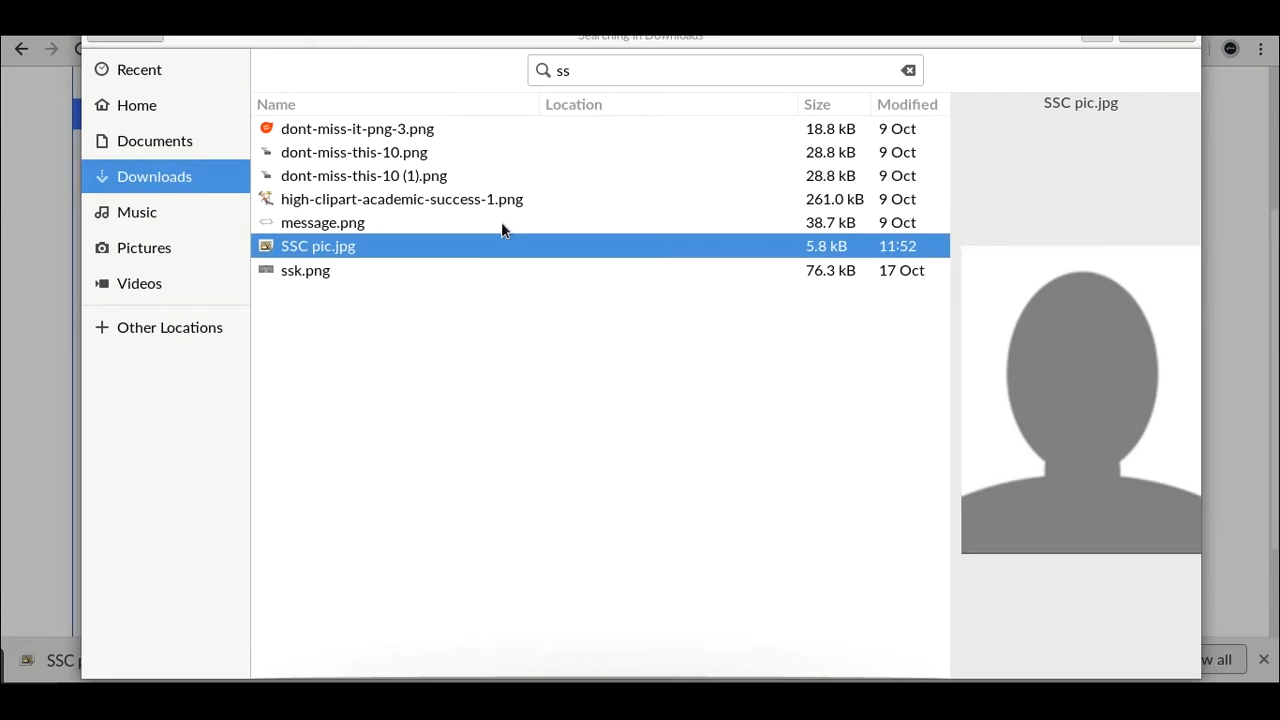 Searching in Downloads
Recent
Home
Documents
Downloads
Music
Pictures
Videos
Other Locations
ss
Name Location Size Modified
dont-miss-it-png-3.png 18.8 kB 9 Oct
dont-miss-this-10.png 28.8 kB 9 Oct
dont-miss-this-10 (1).png 28.8 kB 9 Oct
high-clipart-academic-success-1.png 261.0 kB 9 Oct
message.png 38.7 kB 9 Oct
SSC pic.jpg 5.8 kB 11:52
ssk.png 76.3 kB 17 Oct
SSC pic.jpg
SSC
all